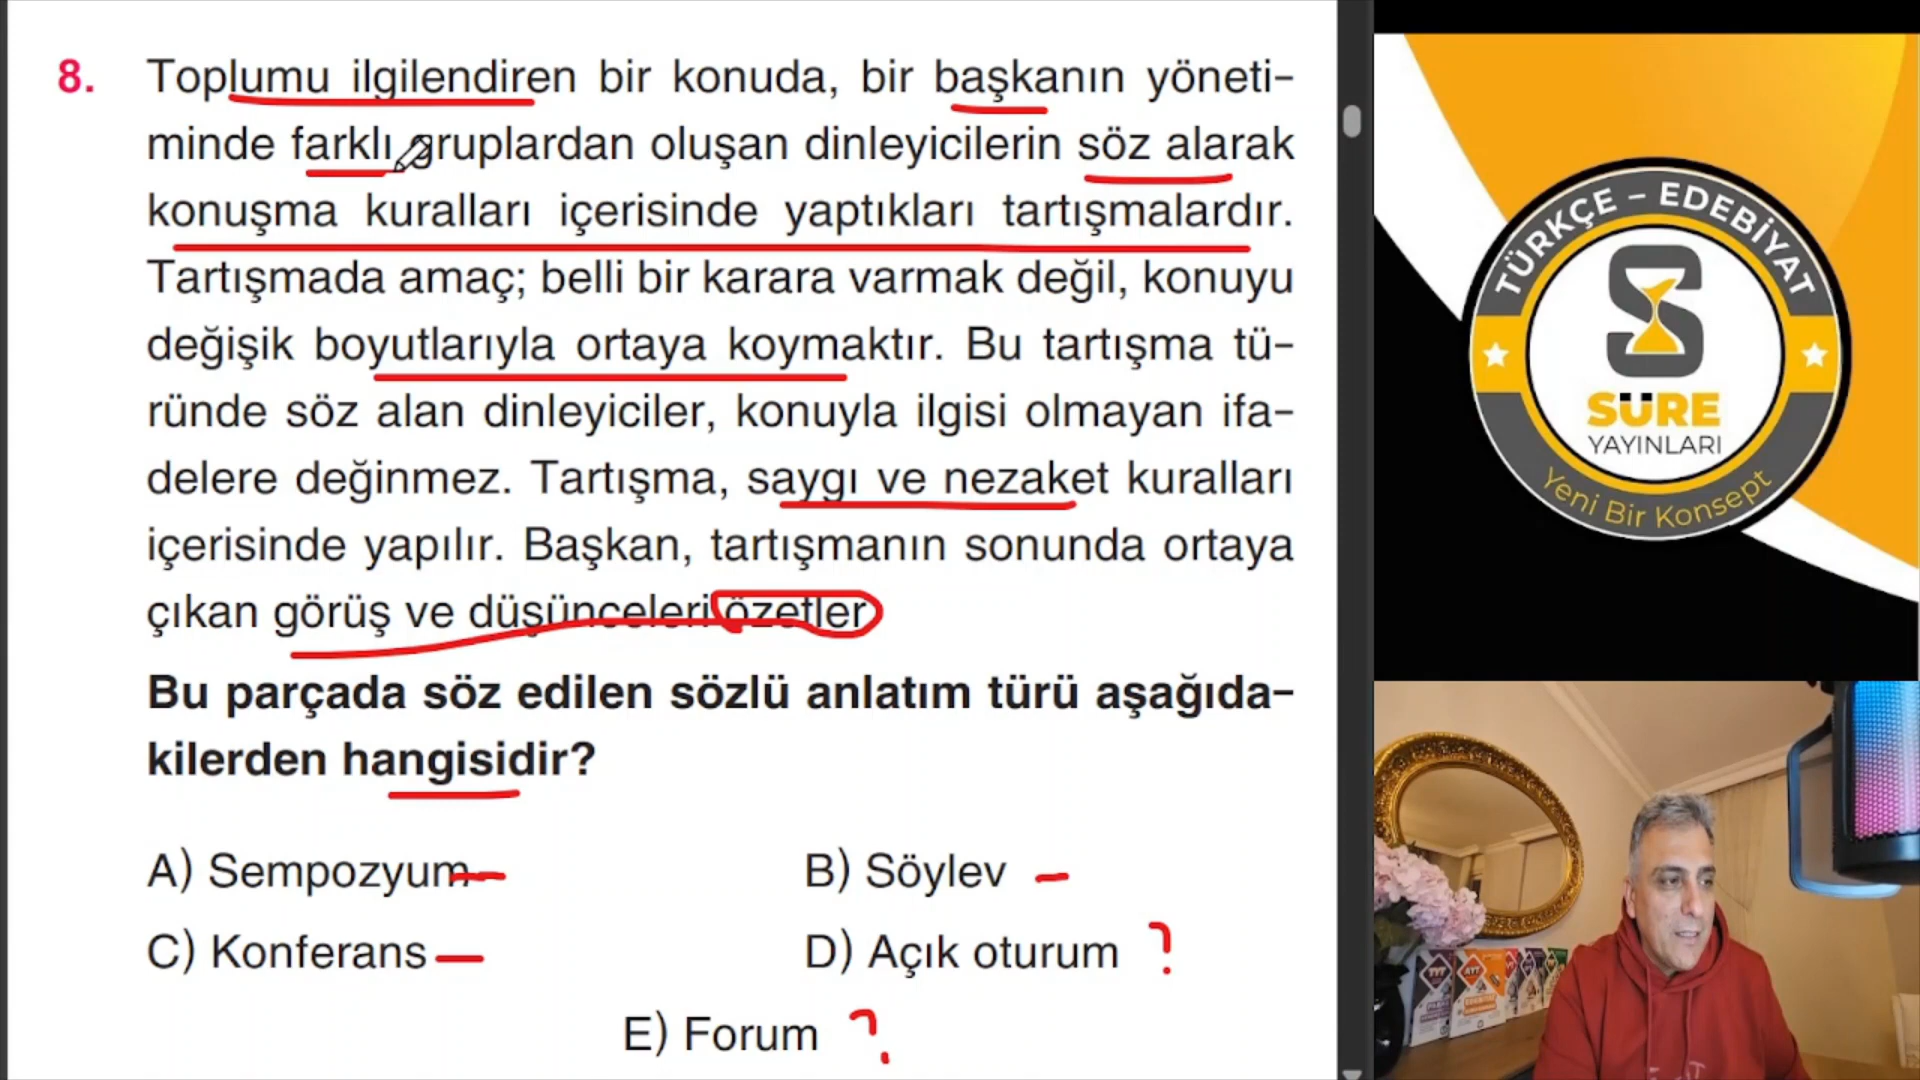 8. Toplumu ilgilendiren bir konuda, bir başkanın yöneti-
minde farklı gruplardan oluşan dinleyicilerin söz alarak
konuşma kuralları içerisinde yaptıkları tartışmalardır.
Tartışmada amaç; belli bir karara varmak değil, konuyu
değişik boyutlarıyla ortaya koymaktır. Bu tartışma tü-
ründe söz alan dinleyiciler, konuyla ilgisi olmayan ifa-
delere değinmez. Tartışma, saygı ve nezaket kuralları
içerisinde yapılır. Başkan, tartışmanın sonunda ortaya
çıkan görüş ve düşünceleri özetler
Bu parçada söz edilen sözlü anlatım türü aşağıda-
kilerden hangisidir?
A) Sempozyum
B) Söylev
C) Konferans
D) Açık oturum ?
E) Forum ?
TÜRKÇE – EDEBİYAT
S
SÜRE
YAYINLARI
Yeni Bir Konsept
TYT
AYT